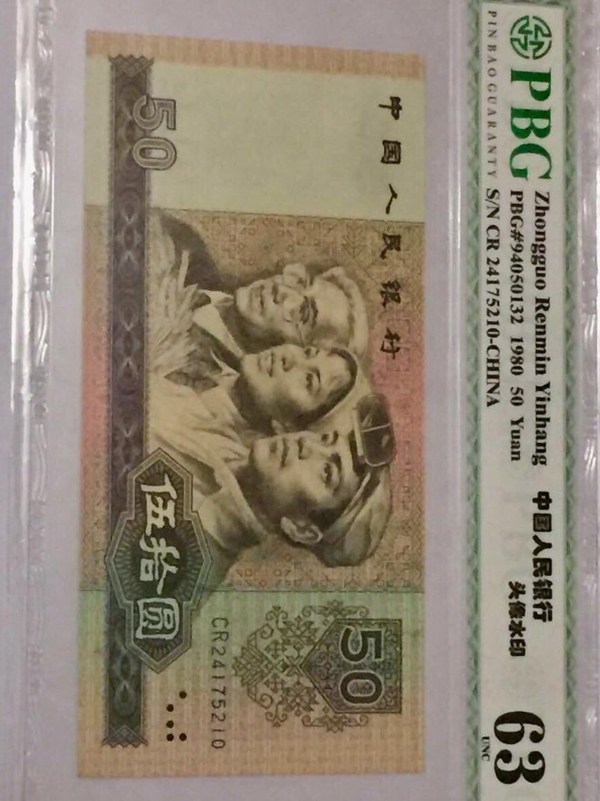 PBG
PINBAO GUARANTY
Zhongguo Renmin Yinhang
PBG#94050132 1980 50 Yuan
S/N CR 24175210-CHINA
中国人民银行
头像水印
63
UNC
中国人民银行
50
伍拾圆
50
CR24175210